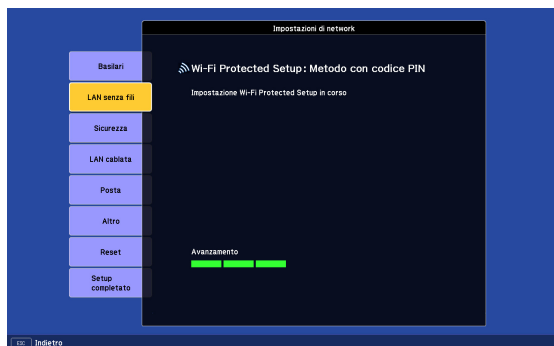 Impostazioni di network
Basilari
LAN senza fili
Sicurezza
LAN cablata
Posta
Altro
Reset
Setup
completato
Wi-Fi Protected Setup: Metodo con codice PIN
Impostazione Wi-Fi Protected Setup in corso
Avanzamento
ESC Indietro